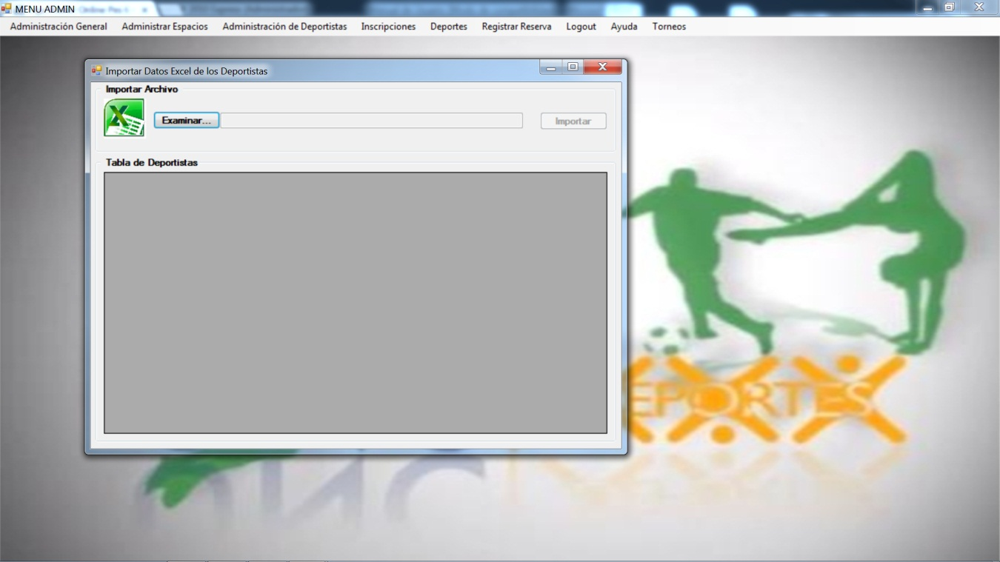 MENU ADMIN
Administración General Administrar Espacios Administración de Deportistas Inscripciones Deportes Registrar Reserva Logout Ayuda Torneos
Importar Datos Excel de los Deportistas
Importar Archivo
Examinar...
Importar
Tabla de Deportistas
EPORTES